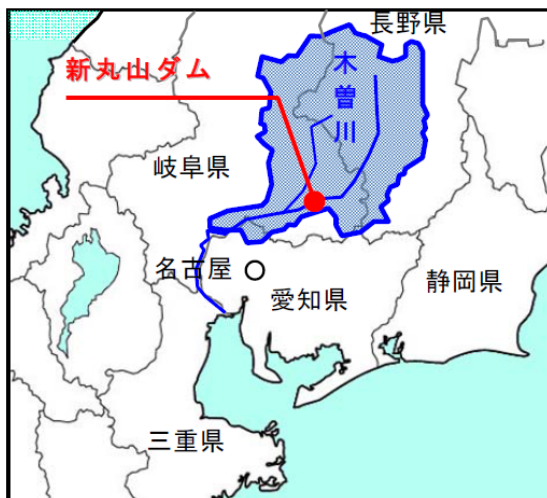 長野県
新丸山ダム
木曽川
岐阜県
名古屋
愛知県
静岡県
三重県